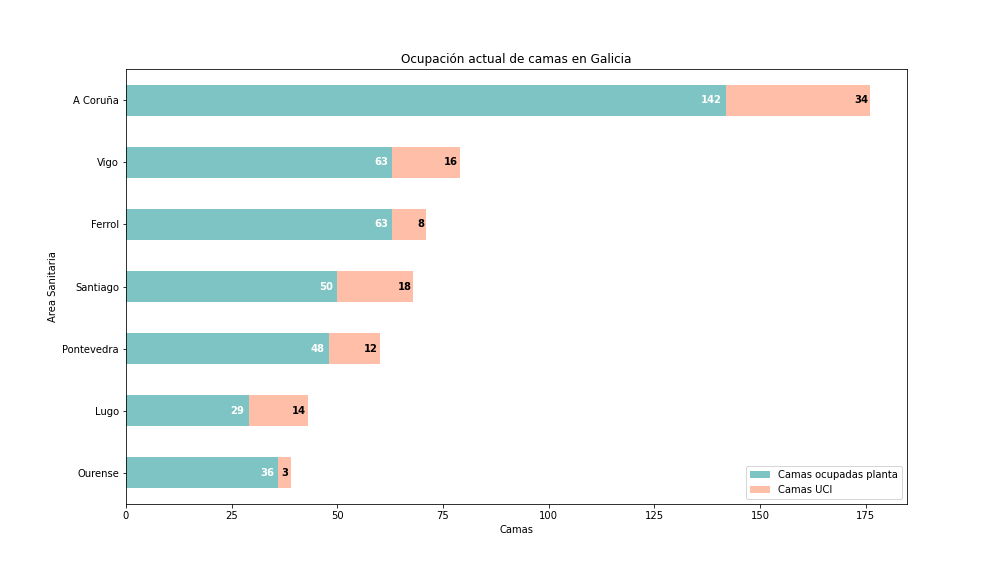 Ocupación actual de camas en Galicia
Area Sanitaria
A Coruña 142 34
Vigo 63 16
Ferrol 63 8
Santiago 50 18
Pontevedra 48 12
Lugo 29 14
Ourense 36 3
Camas ocupadas planta
Camas UCI
0 25 50 75 100 125 150 175
Camas